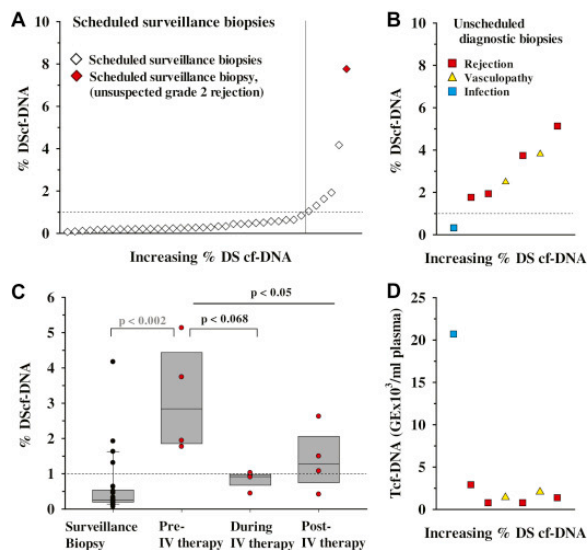 A
Scheduled surveillance biopsies
Scheduled surveillance biopsies
Scheduled surveillance biopsy,
(unsuspected grade 2 rejection)
% DScf-DNA
10
8
6
4
2
0
Increasing % DS cf-DNA
B
Unscheduled
diagnostic biopsies
Rejection
Vasculopathy
Infection
% DScf-DNA
10
8
6
4
2
0
Increasing % DS cf-DNA
C
p < 0.05
p < 0.002
p < 0.068
% DScf-DNA
6
5
4
3
2
1
0
Surveillance
Biopsy
Pre-
IV therapy
During
IV therapy
Post-
IV therapy
D
Tcf-DNA (GEx10³/ml plasma)
25
20
15
10
5
0
Increasing % DS cf-DNA